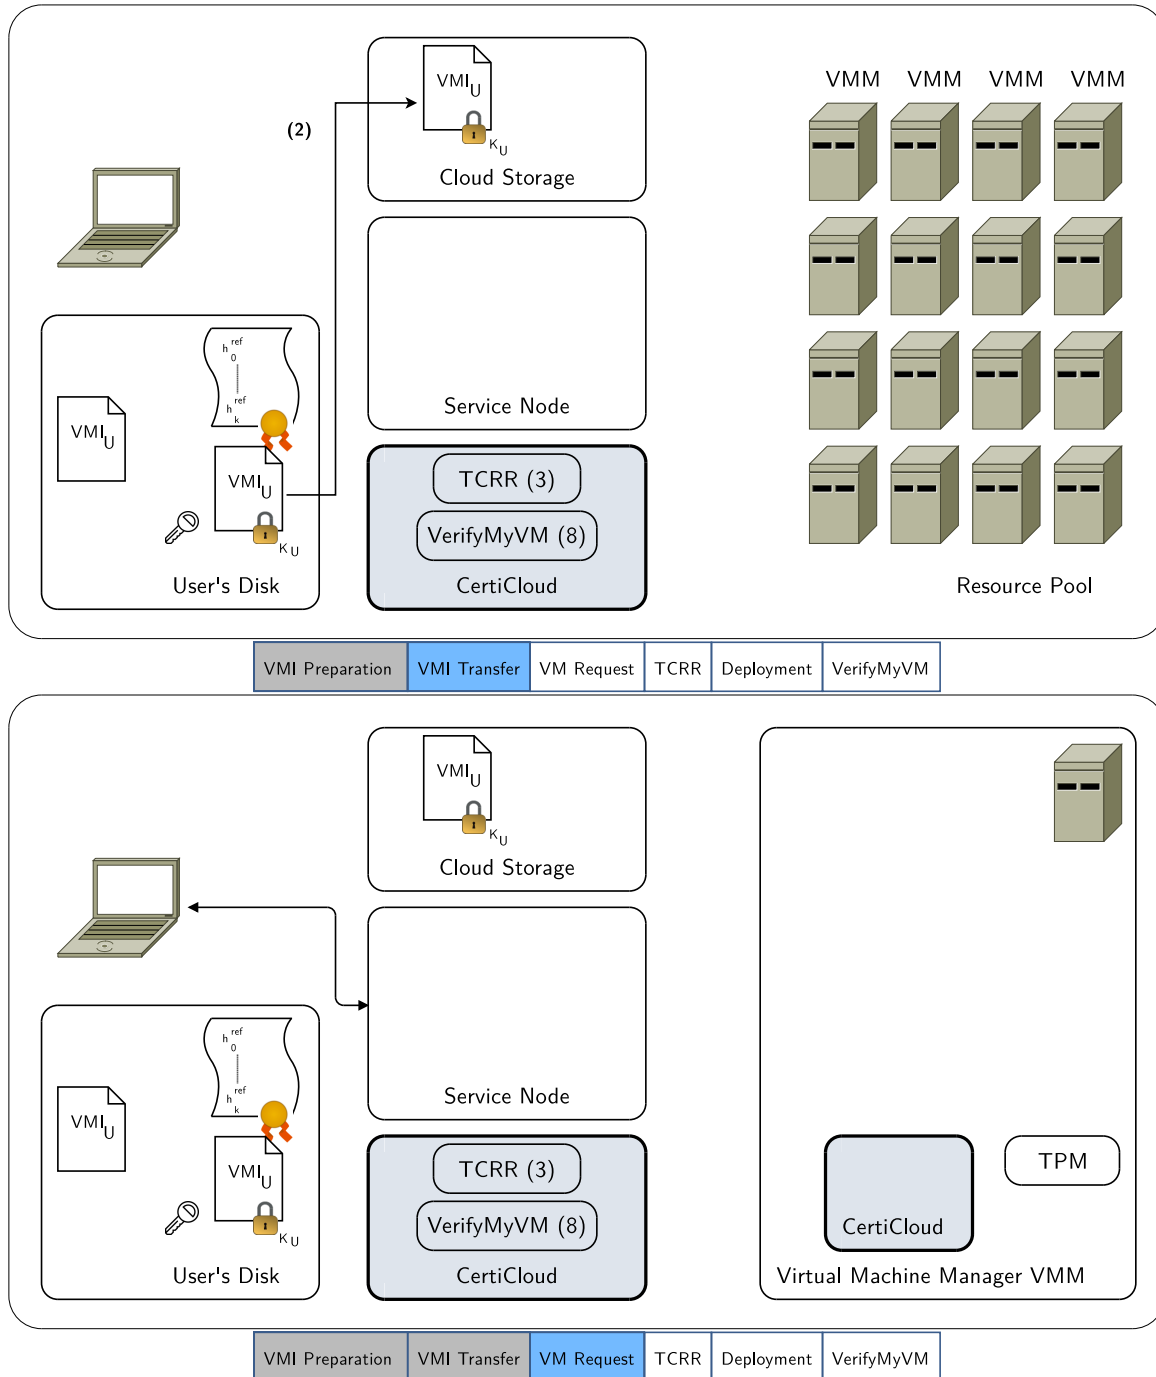 VMM VMM VMM VMM
VMI_U
(2)
K_U
Cloud Storage
h_0^ref
h_k^ref
VMI_U
Service Node
VMI_U
TCRR (3)
K_U
VerifyMyVM (8)
User's Disk
CertiCloud
Resource Pool
VMI Preparation VMI Transfer VM Request TCRR Deployment VerifyMyVM
VMI_U
K_U
Cloud Storage
h_0^ref
h_k^ref
VMI_U
Service Node
VMI_U
TCRR (3)
TPM
K_U
VerifyMyVM (8)
CertiCloud
User's Disk
CertiCloud
Virtual Machine Manager VMM
VMI Preparation VMI Transfer VM Request TCRR Deployment VerifyMyVM